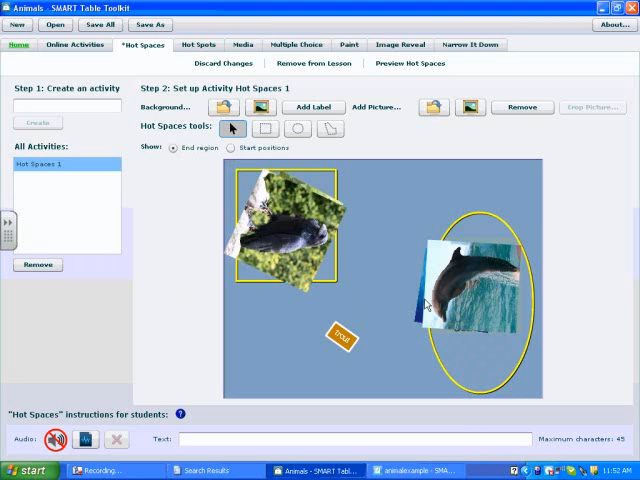 Animals - SMART Table Toolkit
New Open Save All Save As About...
Home Online Activities *Hot Spaces Hot Spots Media Multiple Choice Paint Image Reveal Narrow It Down
Discard Changes Remove from Lesson Preview Hot Spaces
Step 1: Create an activity
Step 2: Set up Activity Hot Spaces 1
Background... Add Label Add Picture... Remove Crop Picture...
Create
Hot Spaces tools:
All Activities:
Show: End region Start positions
Hot Spaces 1
Remove
trout
"Hot Spaces" instructions for students: ?
Audio: Text: Maximum characters: 45
start Recording... Search Results Animals - SMART Tabl... animalexample - SMA... 11:52 AM